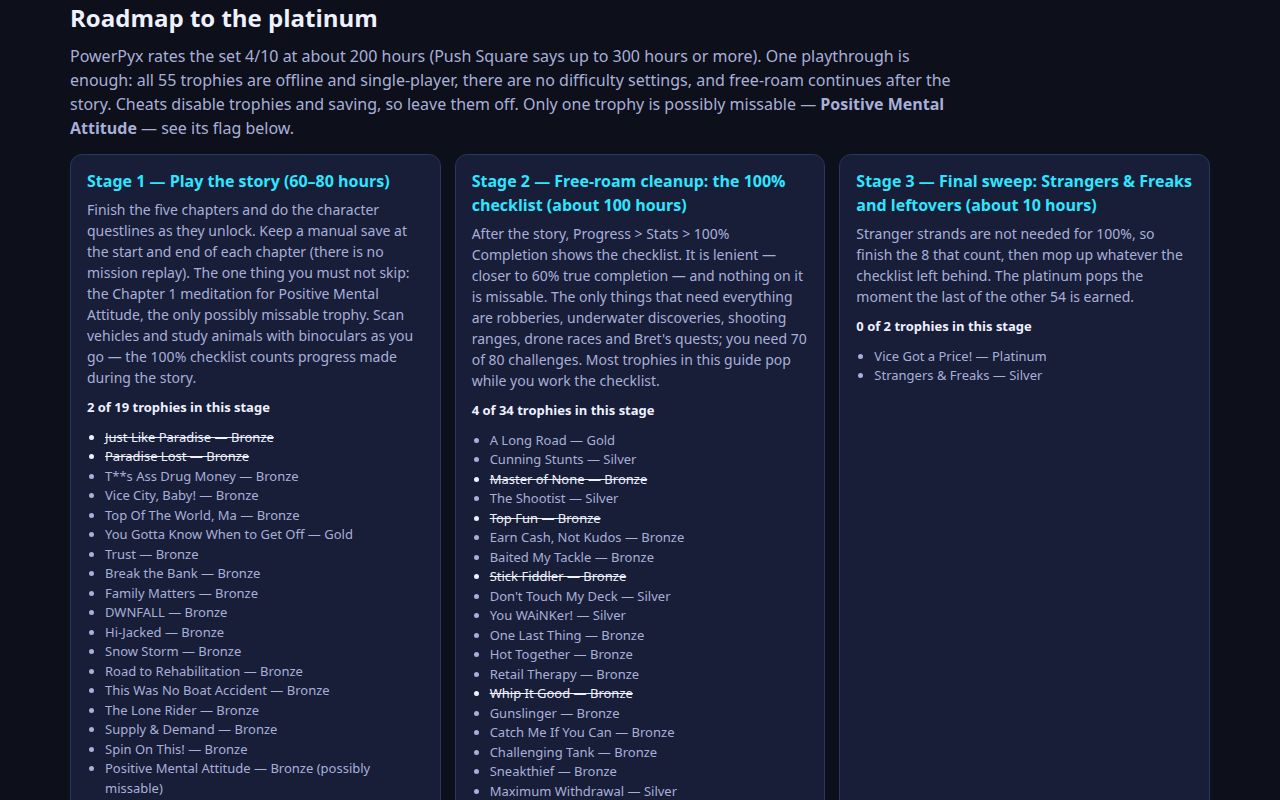 Roadmap to the platinum
PowerPyx rates the set 4/10 at about 200 hours (Push Square says up to 300 hours or more). One playthrough is
enough: all 55 trophies are offline and single-player, there are no difficulty settings, and free-roam continues after the
story. Cheats disable trophies and saving, so leave them off. Only one trophy is possibly missable — Positive Mental
Attitude — see its flag below.
Stage 1 — Play the story (60–80 hours)
Finish the five chapters and do the character
questlines as they unlock. Keep a manual save at
the start and end of each chapter (there is no
mission replay). The one thing you must not skip:
the Chapter 1 meditation for Positive Mental
Attitude, the only possibly missable trophy. Scan
vehicles and study animals with binoculars as you
go — the 100% checklist counts progress made
during the story.
2 of 19 trophies in this stage
Just Like Paradise — Bronze
Paradise Lost — Bronze
T**s Ass Drug Money — Bronze
Vice City, Baby! — Bronze
Top Of The World, Ma — Bronze
You Gotta Know When to Get Off — Gold
Trust — Bronze
Break the Bank — Bronze
Family Matters — Bronze
DWNFALL — Bronze
Hi-Jacked — Bronze
Snow Storm — Bronze
Road to Rehabilitation — Bronze
This Was No Boat Accident — Bronze
The Lone Rider — Bronze
Supply & Demand — Bronze
Spin On This! — Bronze
Positive Mental Attitude — Bronze (possibly
missable)
Stage 2 — Free-roam cleanup: the 100%
checklist (about 100 hours)
After the story, Progress > Stats > 100%
Completion shows the checklist. It is lenient —
closer to 60% true completion — and nothing on it
is missable. The only things that need everything
are robberies, underwater discoveries, shooting
ranges, drone races and Bret's quests; you need 70
of 80 challenges. Most trophies in this guide pop
while you work the checklist.
4 of 34 trophies in this stage
A Long Road — Gold
Cunning Stunts — Silver
Master of None — Bronze
The Shootist — Silver
Top Fun — Bronze
Earn Cash, Not Kudos — Bronze
Baited My Tackle — Bronze
Stick Fiddler — Bronze
Don't Touch My Deck — Silver
You WAiNKer! — Silver
One Last Thing — Bronze
Hot Together — Bronze
Retail Therapy — Bronze
Whip It Good — Bronze
Gunslinger — Bronze
Catch Me If You Can — Bronze
Challenging Tank — Bronze
Sneakthief — Bronze
Maximum Withdrawal — Silver
Stage 3 — Final sweep: Strangers & Freaks
and leftovers (about 10 hours)
Stranger strands are not needed for 100%, so
finish the 8 that count, then mop up whatever the
checklist left behind. The platinum pops the
moment the last of the other 54 is earned.
0 of 2 trophies in this stage
Vice Got a Price! — Platinum
Strangers & Freaks — Silver